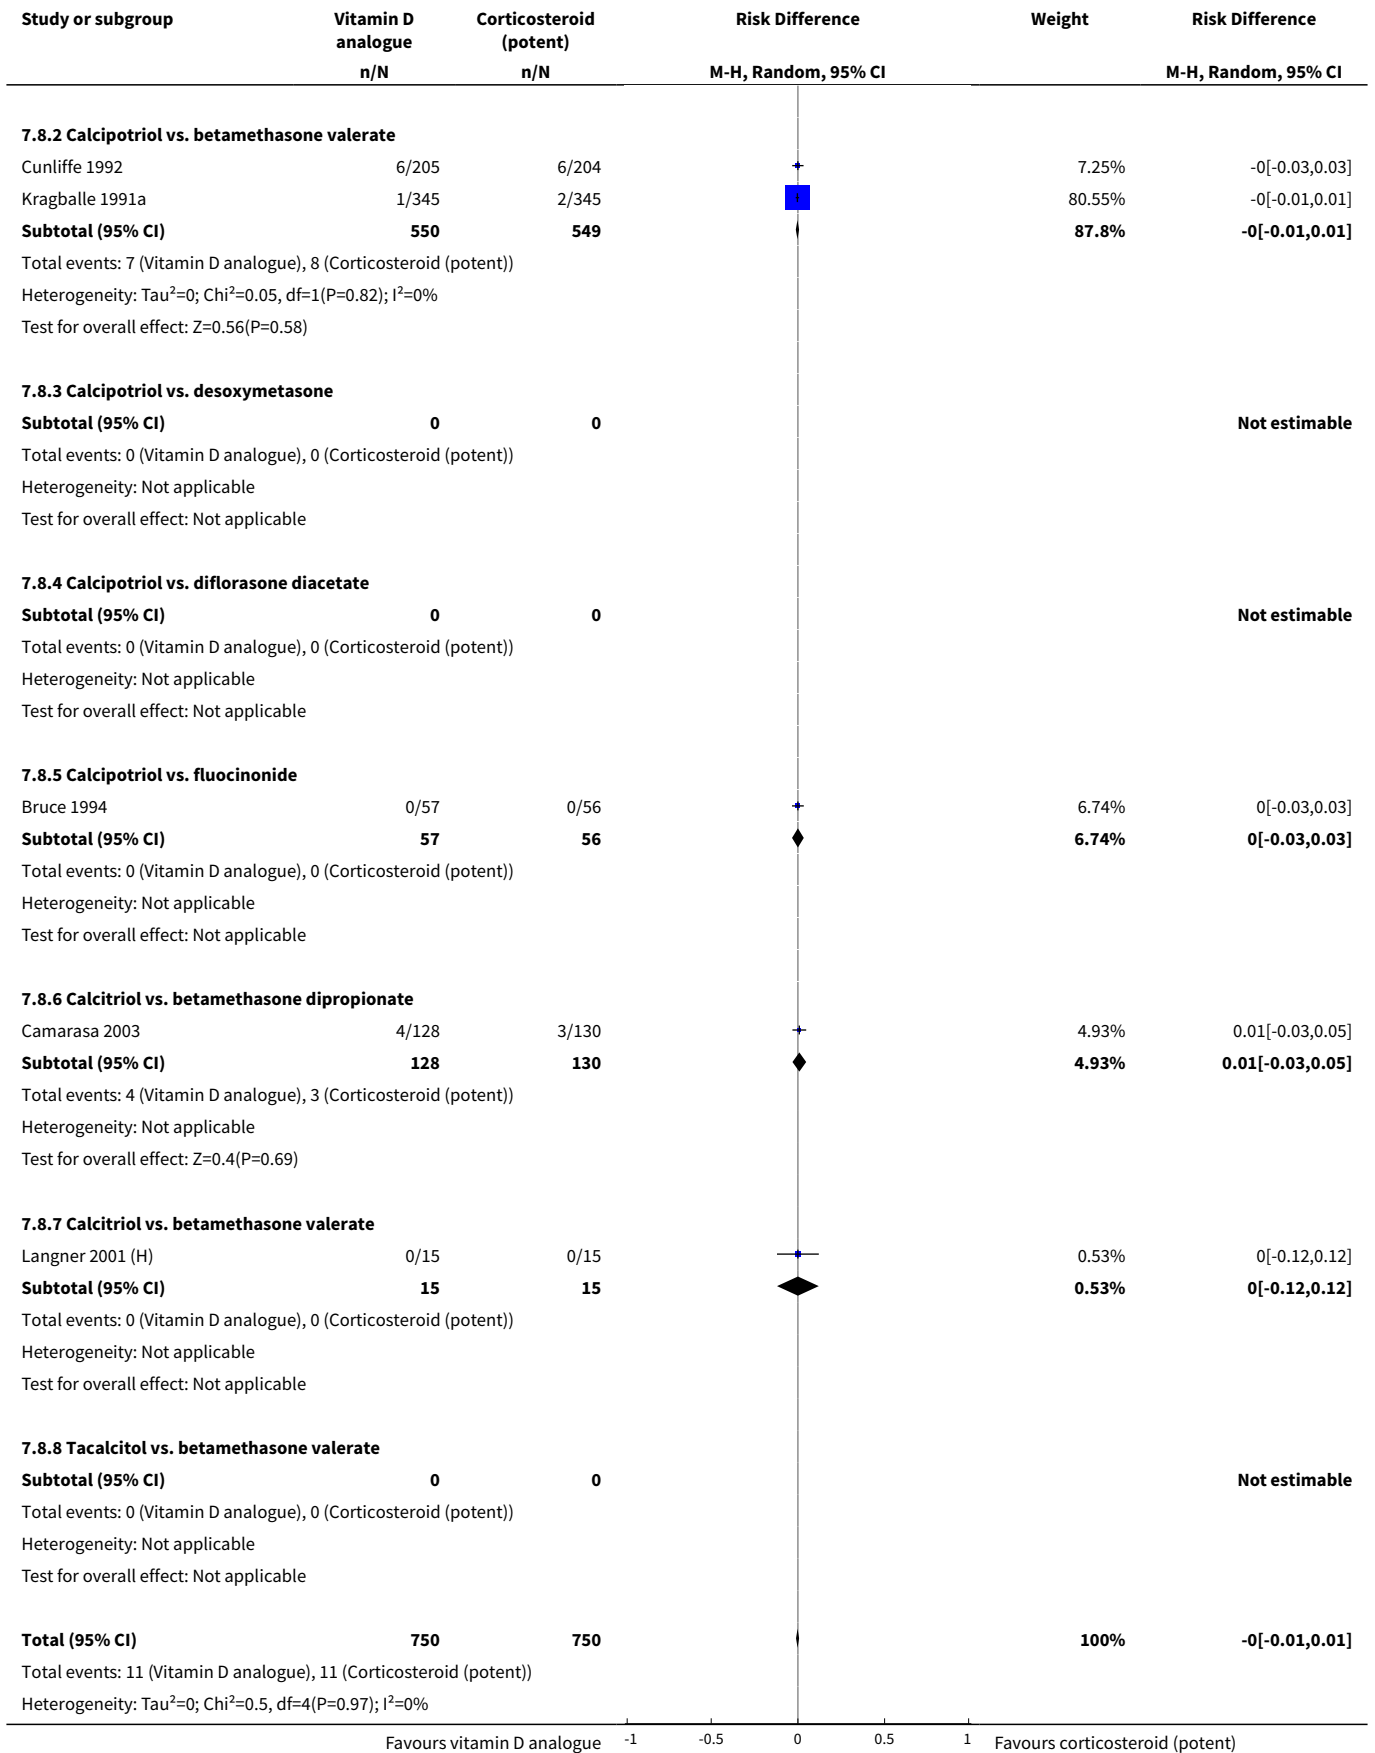 Study or subgroup Vitamin D analogue Corticosteroid (potent) Risk Difference Weight Risk Difference
n/N n/N M-H, Random, 95% CI M-H, Random, 95% CI
7.8.2 Calcipotriol vs. betamethasone valerate
Cunliffe 1992 6/205 6/204 7.25% -0[-0.03,0.03]
Kragballe 1991a 1/345 2/345 80.55% -0[-0.01,0.01]
Subtotal (95% CI) 550 549 87.8% -0[-0.01,0.01]
Total events: 7 (Vitamin D analogue), 8 (Corticosteroid (potent))
Heterogeneity: Tau²=0; Chi²=0.05, df=1(P=0.82); I²=0%
Test for overall effect: Z=0.56(P=0.58)
7.8.3 Calcipotriol vs. desoxymetasone
Subtotal (95% CI) 0 0 Not estimable
Total events: 0 (Vitamin D analogue), 0 (Corticosteroid (potent))
Heterogeneity: Not applicable
Test for overall effect: Not applicable
7.8.4 Calcipotriol vs. diflorasone diacetate
Subtotal (95% CI) 0 0 Not estimable
Total events: 0 (Vitamin D analogue), 0 (Corticosteroid (potent))
Heterogeneity: Not applicable
Test for overall effect: Not applicable
7.8.5 Calcipotriol vs. fluocinonide
Bruce 1994 0/57 0/56 6.74% 0[-0.03,0.03]
Subtotal (95% CI) 57 56 6.74% 0[-0.03,0.03]
Total events: 0 (Vitamin D analogue), 0 (Corticosteroid (potent))
Heterogeneity: Not applicable
Test for overall effect: Not applicable
7.8.6 Calcitriol vs. betamethasone dipropionate
Camarasa 2003 4/128 3/130 4.93% 0.01[-0.03,0.05]
Subtotal (95% CI) 128 130 4.93% 0.01[-0.03,0.05]
Total events: 4 (Vitamin D analogue), 3 (Corticosteroid (potent))
Heterogeneity: Not applicable
Test for overall effect: Z=0.4(P=0.69)
7.8.7 Calcitriol vs. betamethasone valerate
Langner 2001 (H) 0/15 0/15 0.53% 0[-0.12,0.12]
Subtotal (95% CI) 15 15 0.53% 0[-0.12,0.12]
Total events: 0 (Vitamin D analogue), 0 (Corticosteroid (potent))
Heterogeneity: Not applicable
Test for overall effect: Not applicable
7.8.8 Tacalcitol vs. betamethasone valerate
Subtotal (95% CI) 0 0 Not estimable
Total events: 0 (Vitamin D analogue), 0 (Corticosteroid (potent))
Heterogeneity: Not applicable
Test for overall effect: Not applicable
Total (95% CI) 750 750 100% -0[-0.01,0.01]
Total events: 11 (Vitamin D analogue), 11 (Corticosteroid (potent))
Heterogeneity: Tau²=0; Chi²=0.5, df=4(P=0.97); I²=0%
Favours vitamin D analogue -1 -0.5 0 0.5 1 Favours corticosteroid (potent)